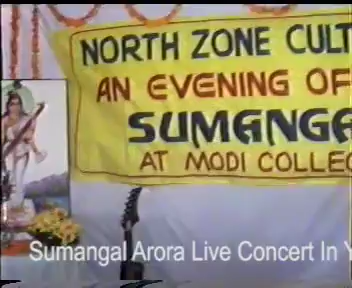 NORTH ZONE CULT
AN EVENING OF
SUMANGA
AT MODI COLLEG
Sumangal Arora Live Concert In Y